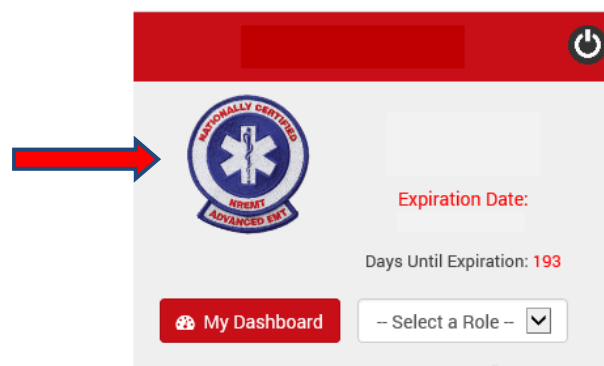 NATIONALLY CERTIFIED
NREMT
ADVANCED EMT
Expiration Date:
Days Until Expiration: 193
My Dashboard
-- Select a Role --